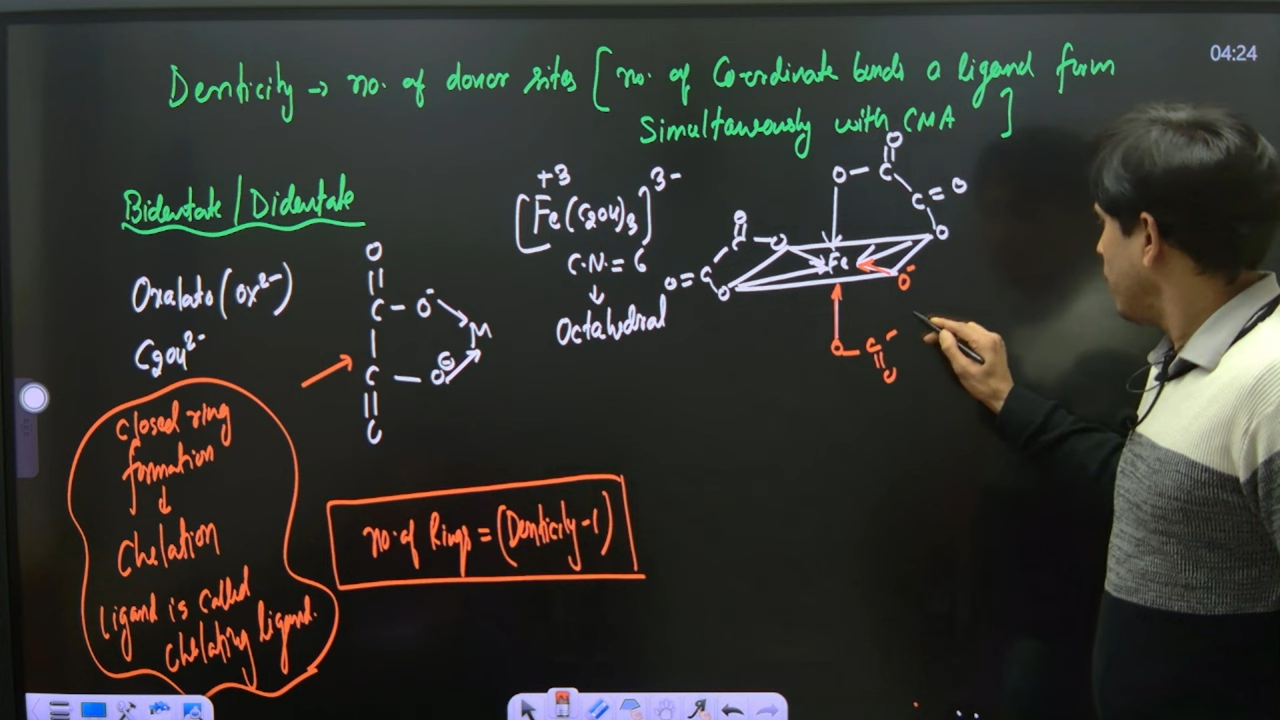 04:24
Denticity → no. of donor sites [no. of Co-ordinate bonds a ligand form
Simultaneously with CMA]
Bidentate / Didentate
Oxalato (ox²⁻)
C₂O₄²⁻
O
||
C - O⁻
|
M
C - O⊖
||
O
+3
[Fe(C₂O₄)₃]³⁻
C.N. = 6
↓
Octahedral
O
||
O - C
C = O
O
O
||
C - O
O = C
O
Fe
O⁻
O - C
||
O
closed ring
formation
↓
Chelation
Ligand is called
chelating ligand.
no. of Rings = (Denticity - 1)